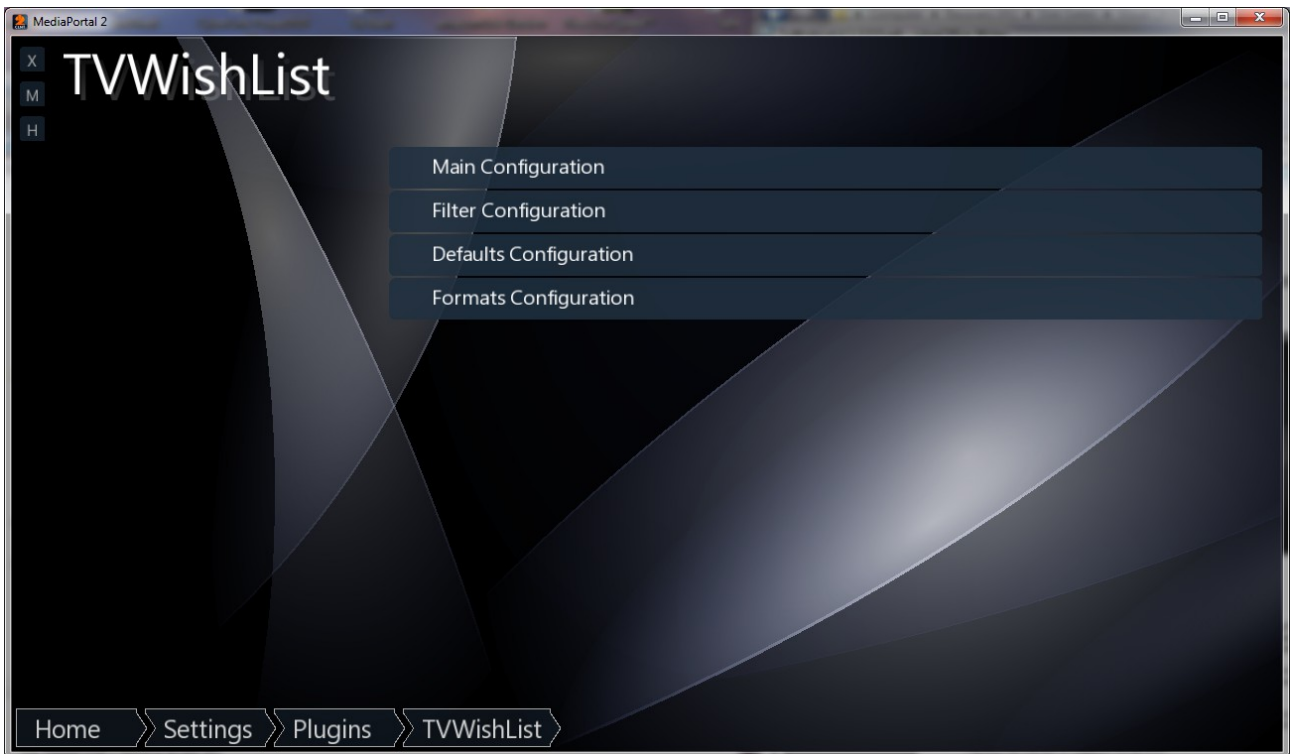 MediaPortal 2
X
TVWishList
M
H
Main Configuration
Filter Configuration
Defaults Configuration
Formats Configuration
Home Settings Plugins TVWishList